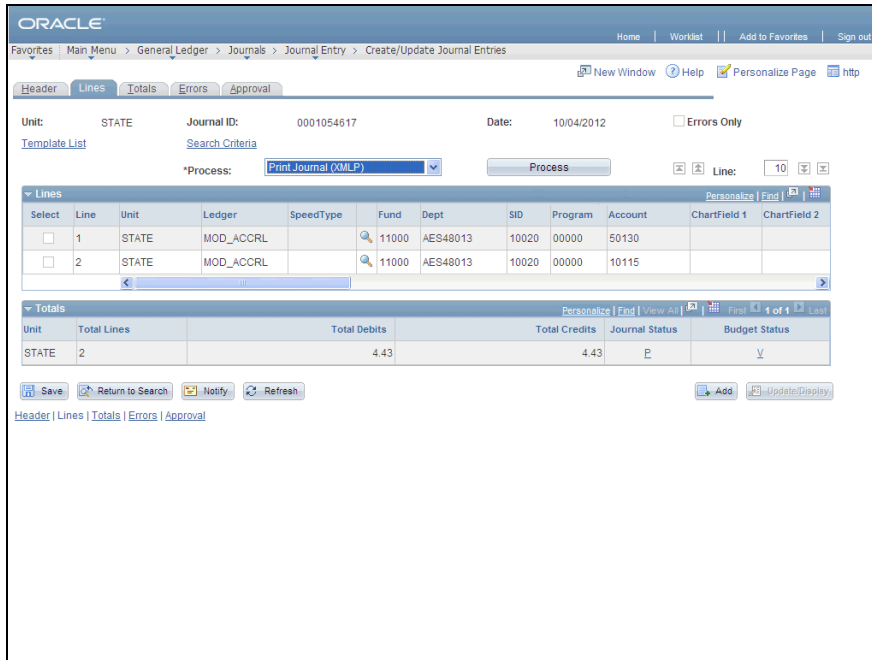 ORACLE
Home | Worklist || Add to Favorites | Sign out
Favorites | Main Menu > General Ledger > Journals > Journal Entry > Create/Update Journal Entries
New Window Help Personalize Page http
Header Lines Totals Errors Approval
Unit: STATE Journal ID: 0001054617 Date: 10/04/2012 Errors Only
Template List Search Criteria
*Process: Print Journal (XMLP) Process Line: 10
Lines Personalize | Find |
Select Line Unit Ledger SpeedType Fund Dept SID Program Account ChartField 1 ChartField 2
1 STATE MOD_ACCRL 11000 AES48013 10020 00000 50130
2 STATE MOD_ACCRL 11000 AES48013 10020 00000 10115
Totals Personalize | Find | View All | First 1 of 1 Last
Unit Total Lines Total Debits Total Credits Journal Status Budget Status
STATE 2 4.43 4.43 P V
Save Return to Search Notify Refresh Add Update/Display
Header | Lines | Totals | Errors | Approval